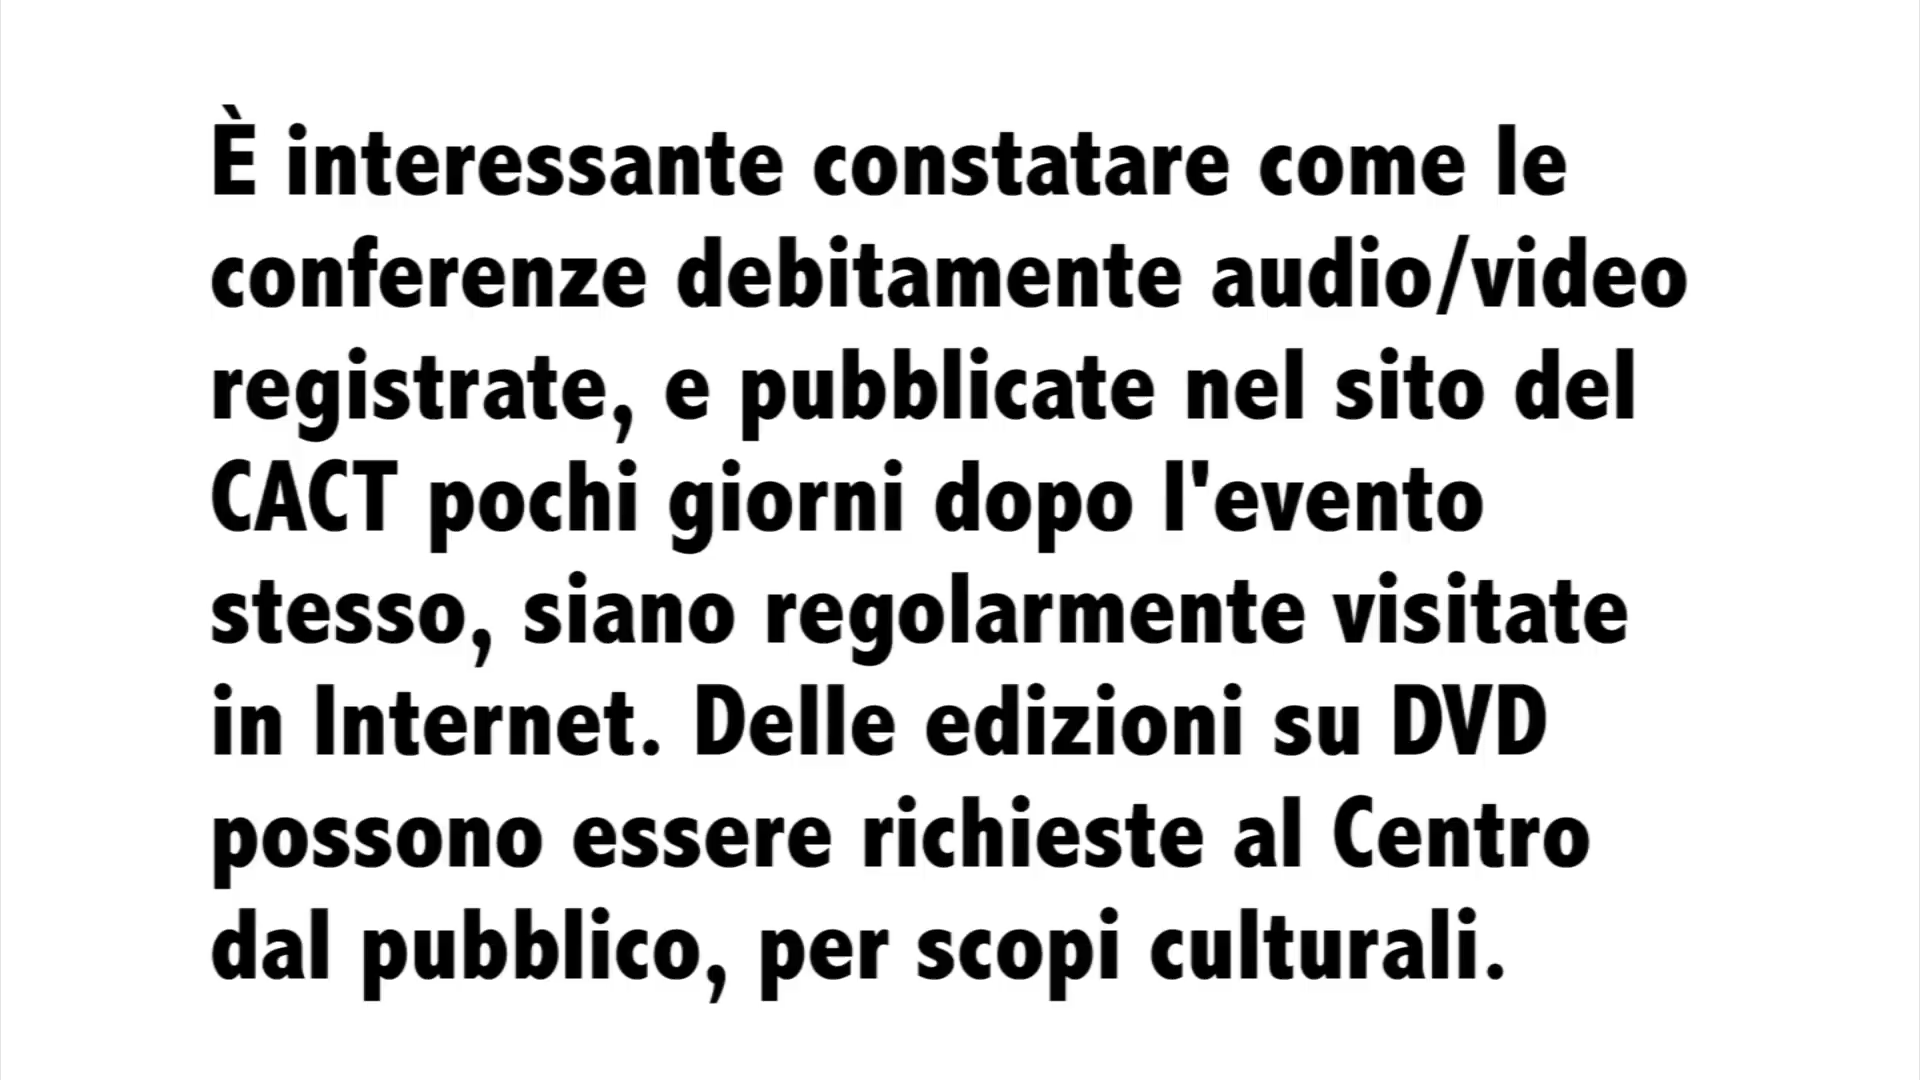 È interessante constatare come le
conferenze debitamente audio/video
registrate, e pubblicate nel sito del
CACT pochi giorni dopo l'evento
stesso, siano regolarmente visitate
in Internet. Delle edizioni su DVD
possono essere richieste al Centro
dal pubblico, per scopi culturali.